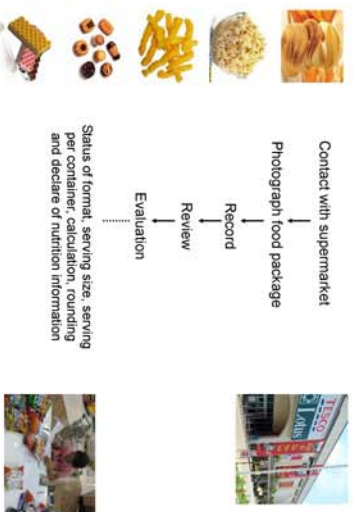 Contact with supermarket
Photograph food package
Record
Review
Evaluation
Status of format, serving size, serving
per container, calculation, rounding
and declare of nutrition information
TESCO
Lotus